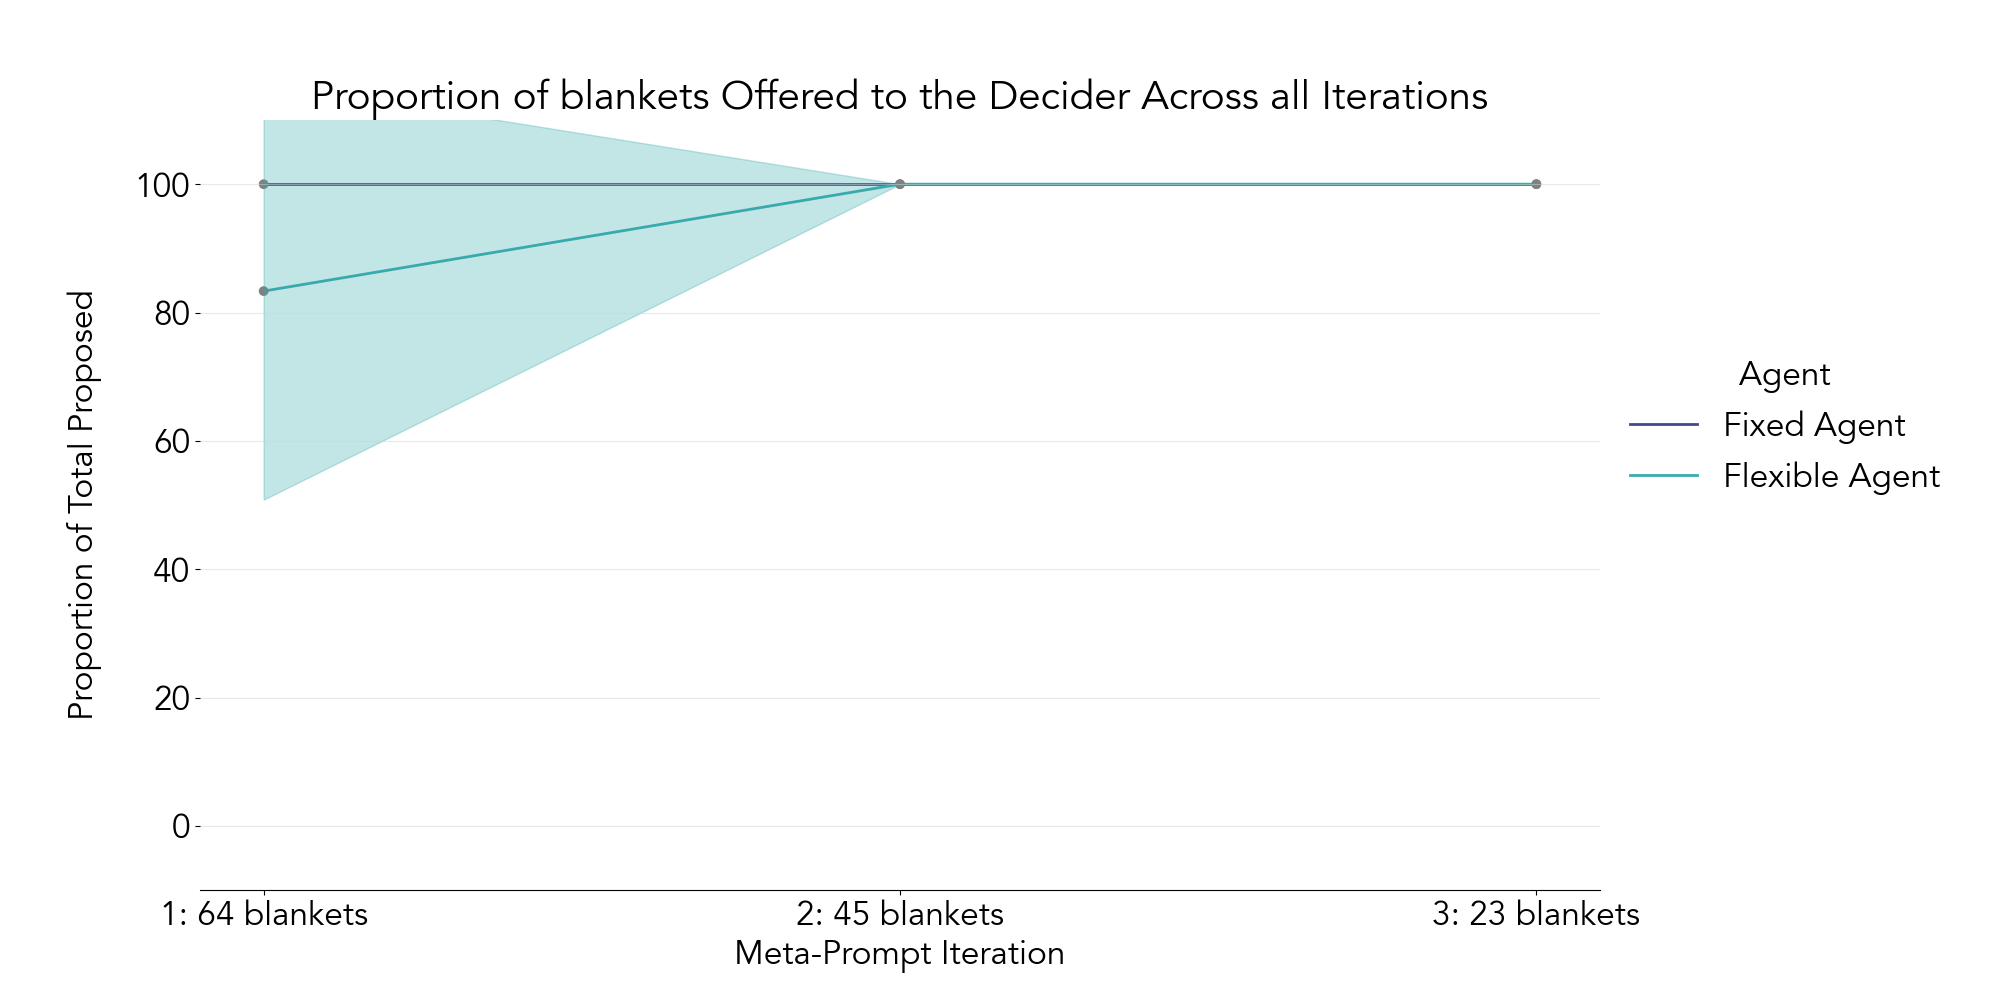 Proportion of blankets Offered to the Decider Across all Iterations
Proportion of Total Proposed
100
80
60
40
20
0
1: 64 blankets
2: 45 blankets
3: 23 blankets
Meta-Prompt Iteration
Agent
Fixed Agent
Flexible Agent